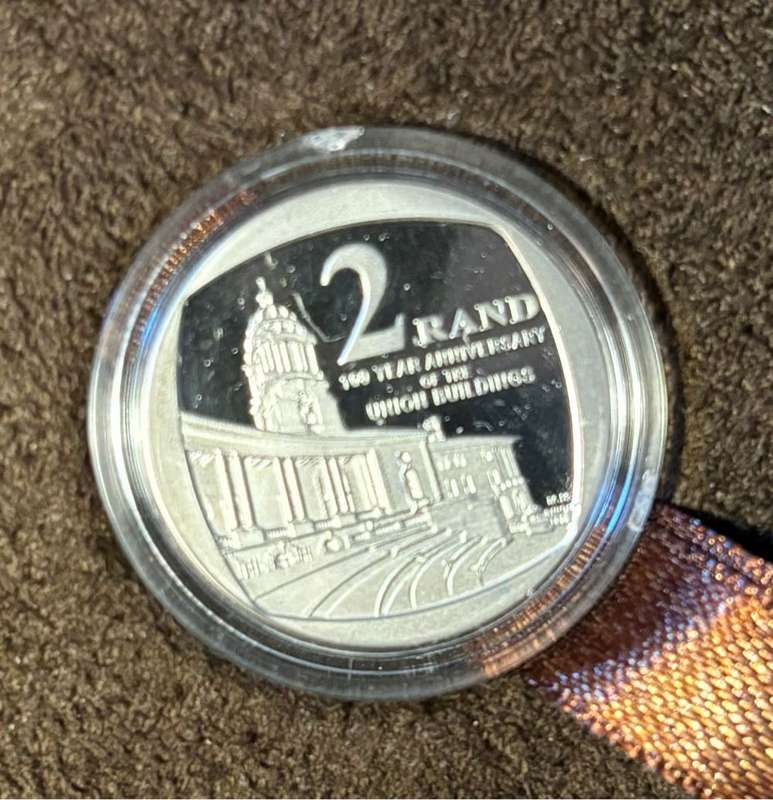 2 RAND
100 YEAR ANNIVERSARY
OF THE
UNION BUILDINGS